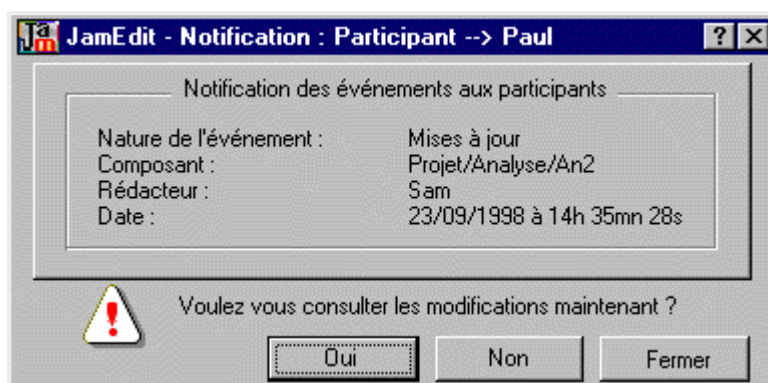 JamEdit - Notification : Participant --> Paul
Notification des événements aux participants
Nature de l'événement : Mises à jour
Composant : Projet/Analyse/An2
Rédacteur : Sam
Date : 23/09/1998 à 14h 35mn 28s
Voulez vous consulter les modifications maintenant ?
Oui Non Fermer